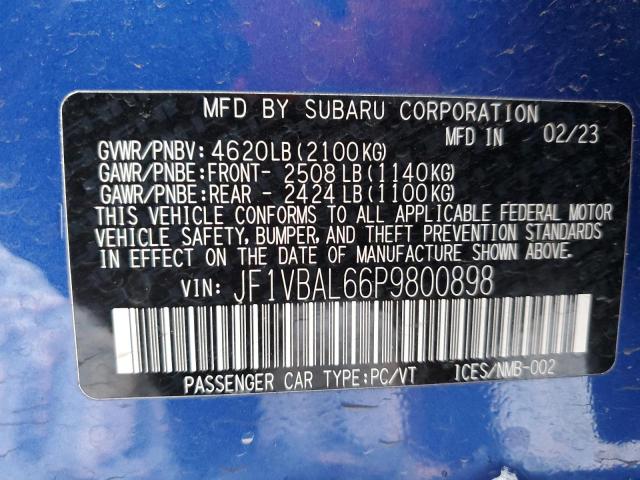 MFD BY SUBARU CORPORATION
MFD IN 02/23
GVWR/PNBV: 4620LB(2100KG)
GAWR/PNBE:FRONT- 2508 LB(1140KG)
GAWR/PNBE:REAR - 2424 LB(1100KG)
THIS VEHICLE CONFORMS TO ALL APPLICABLE FEDERAL MOTOR
VEHICLE SAFETY, BUMPER, AND THEFT PREVENTION STANDARDS
IN EFFECT ON THE DATE OF MANUFACTURE SHOWN ABOVE.
VIN: JF1VBAL66P9800898
PASSENGER CAR TYPE:PC/VT ICES/NMB-002